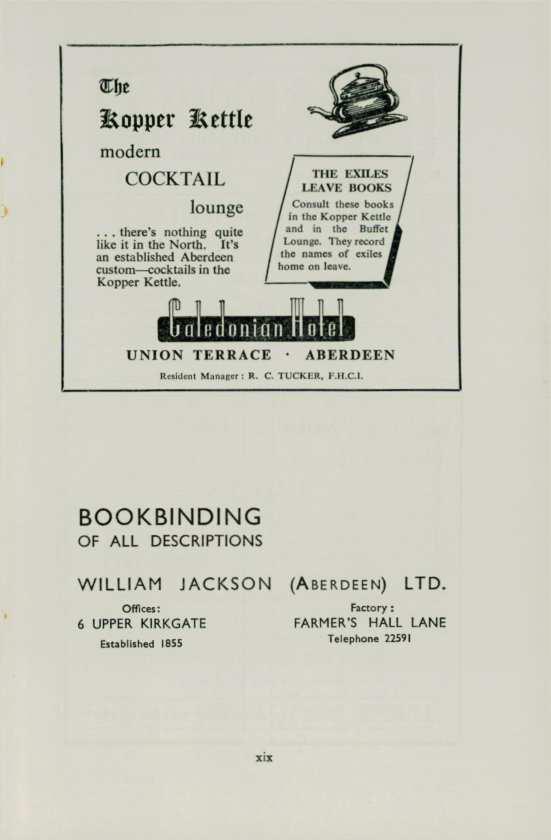 The
Kopper Kettle
modern
COCKTAIL
lounge
... there's nothing quite
like it in the North. It's
an established Aberdeen
custom—cocktails in the
Kopper Kettle.
THE EXILES
LEAVE BOOKS
Consult these books
in the Kopper Kettle
and in the Buffet
Lounge. They record
the names of exiles
home on leave.
Caledonian Hotel
UNION TERRACE · ABERDEEN
Resident Manager: R. C. TUCKER, F.H.C.I.
BOOKBINDING
OF ALL DESCRIPTIONS
WILLIAM JACKSON (ABERDEEN) LTD.
Offices:
6 UPPER KIRKGATE
Established 1855
Factory:
FARMER'S HALL LANE
Telephone 22591
xix